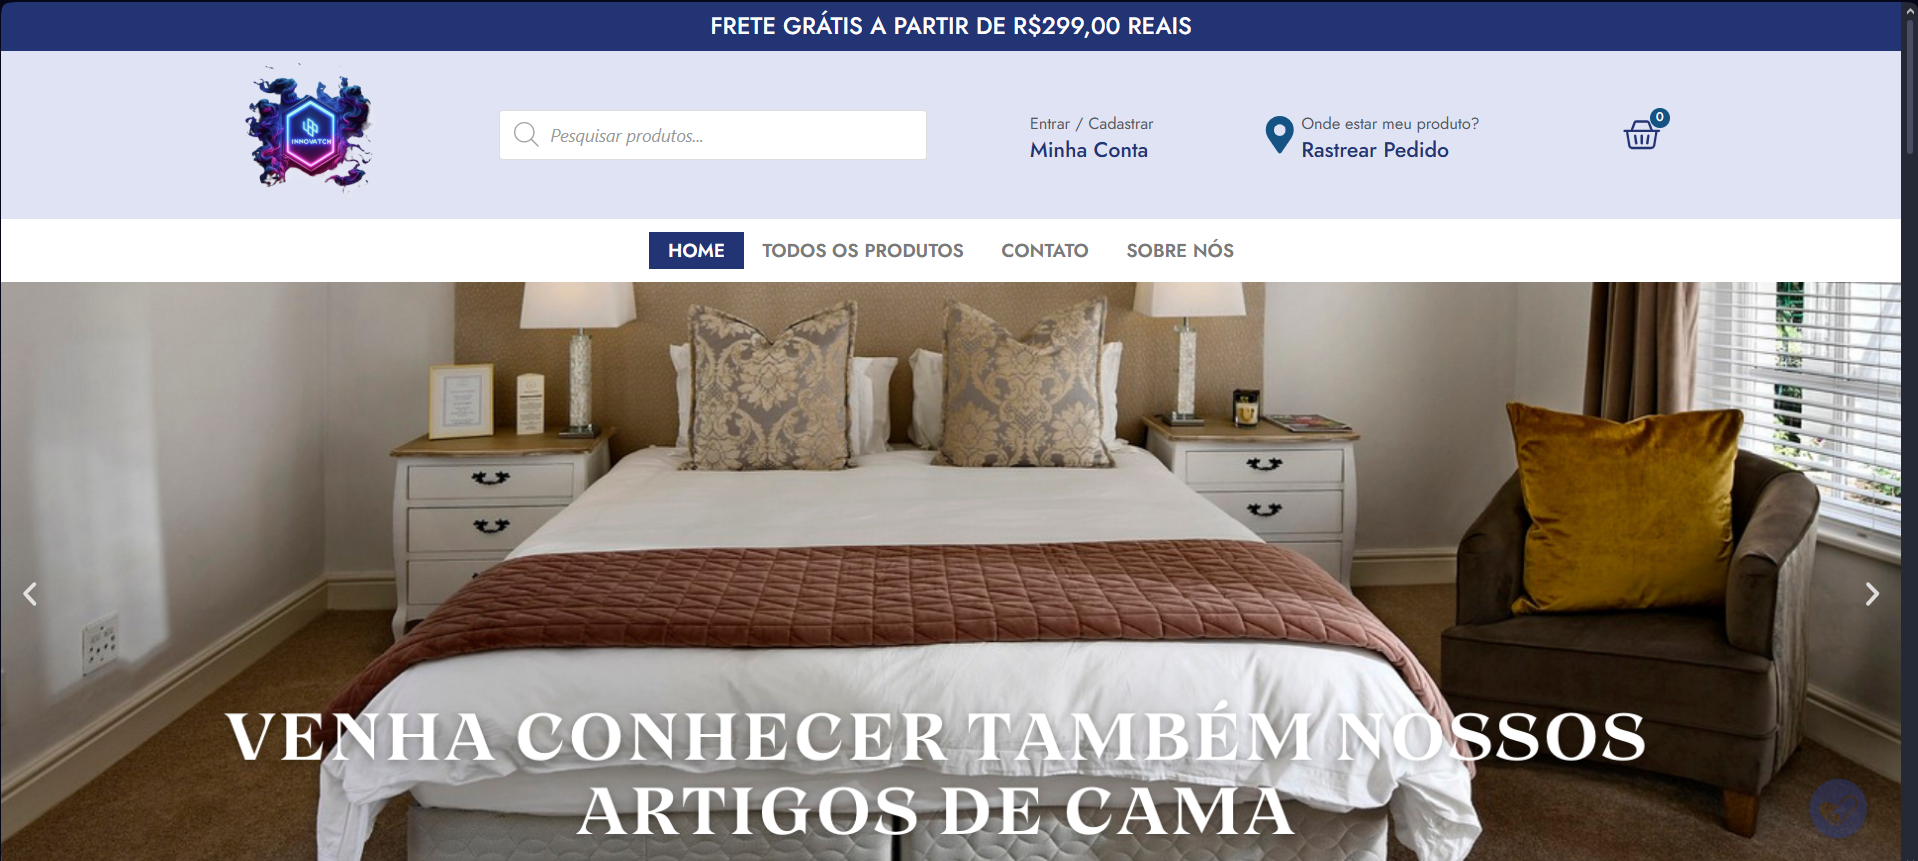 FRETE GRÁTIS A PARTIR DE R$299,00 REAIS
INNOVATCH
Pesquisar produtos...
Entrar / Cadastrar
Minha Conta
Onde estar meu produto?
Rastrear Pedido
0
HOME
TODOS OS PRODUTOS
CONTATO
SOBRE NÓS
VENHA CONHECER TAMBÉM NOSSOS
ARTIGOS DE CAMA